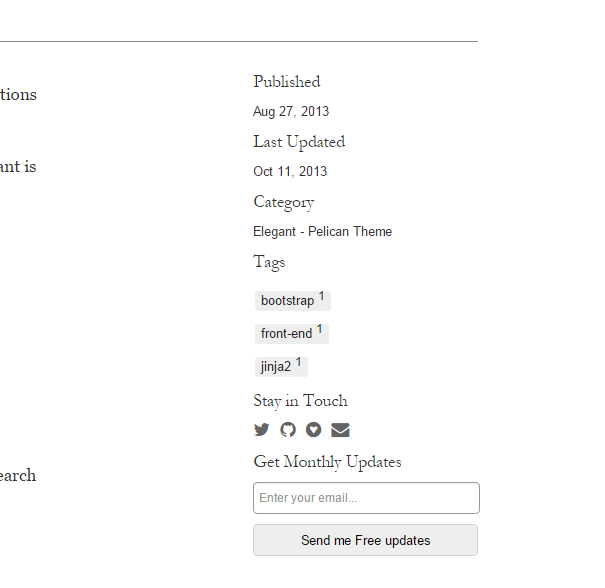 Published
tions
Aug 27, 2013
Last Updated
ant is
Oct 11, 2013
Category
Elegant - Pelican Theme
Tags
bootstrap 1
front-end 1
jinja2 1
Stay in Touch
Get Monthly Updates
earch
Enter your email...
Send me Free updates